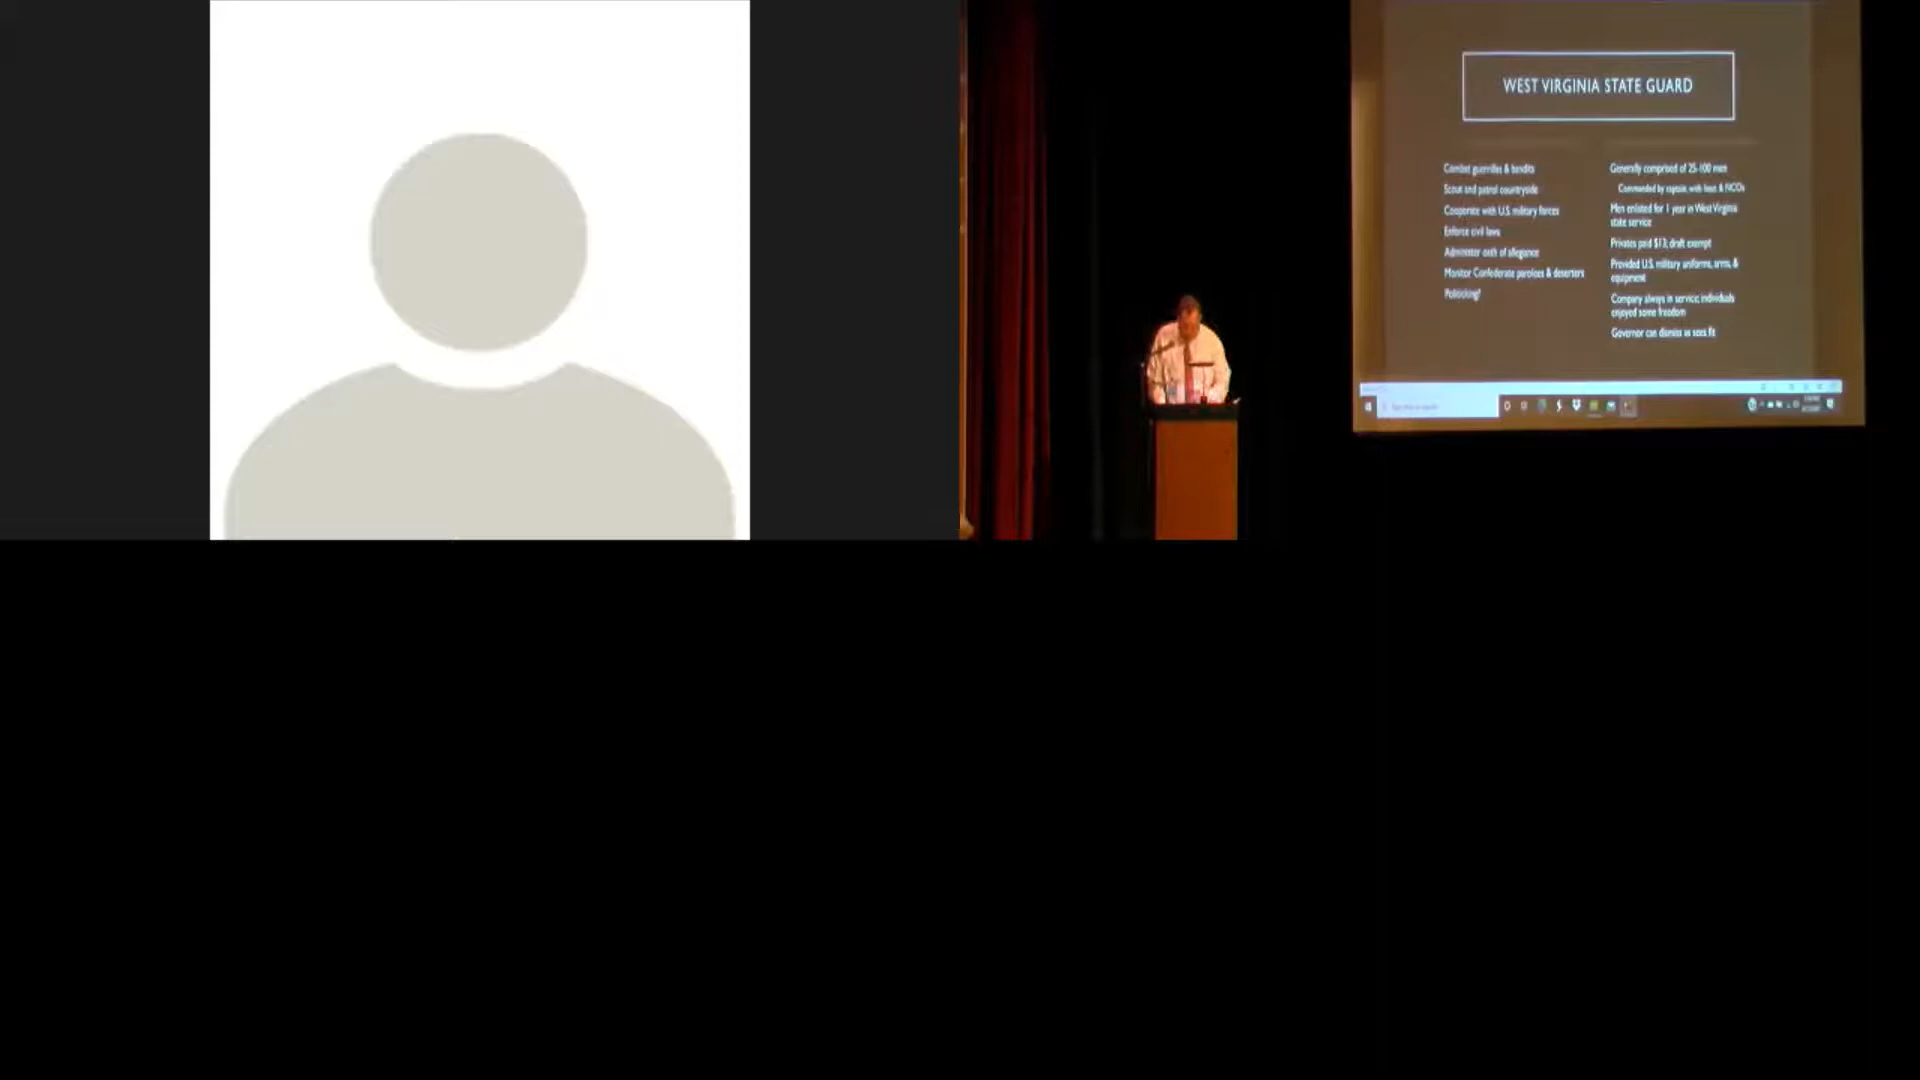 WEST VIRGINIA STATE GUARD
Combat guerrillas & bandits
Scout and patrol countryside
Cooperate with U.S. military forces
Enforce civil laws
Administer oath of allegiance
Monitor Confederate parolees & deserters
Politicking?
Generally comprised of 25-100 men
Commanded by captain with lieut & NCOs
Men enlisted for 1 year in West Virginia
state service
Privates paid $13; draft exempt
Provided U.S. military uniforms, arms, &
equipment
Company always in service; individuals
enjoyed some freedom
Governor can dismiss as sees fit